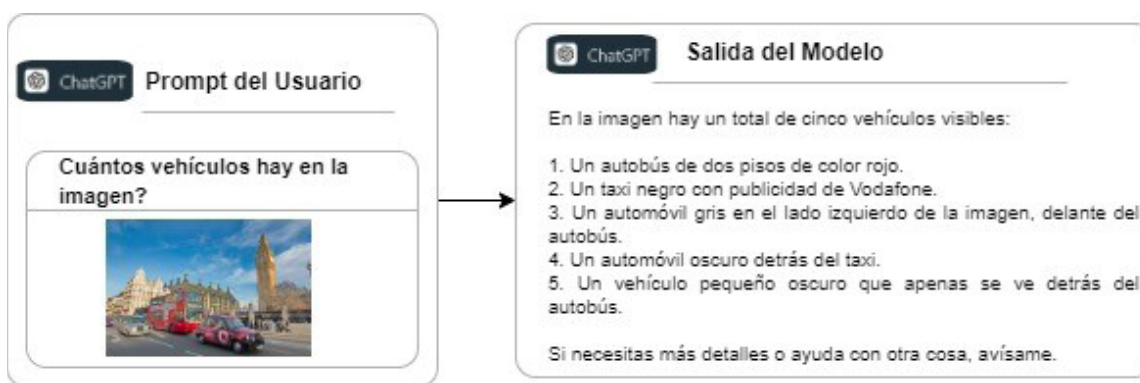 ChatGPT Prompt del Usuario
Cuántos vehículos hay en la
imagen?
ChatGPT Salida del Modelo
En la imagen hay un total de cinco vehículos visibles:
1. Un autobús de dos pisos de color rojo.
2. Un taxi negro con publicidad de Vodafone.
3. Un automóvil gris en el lado izquierdo de la imagen, delante del
autobús.
4. Un automóvil oscuro detrás del taxi.
5. Un vehículo pequeño oscuro que apenas se ve detrás del
autobús.
Si necesitas más detalles o ayuda con otra cosa, avísame.